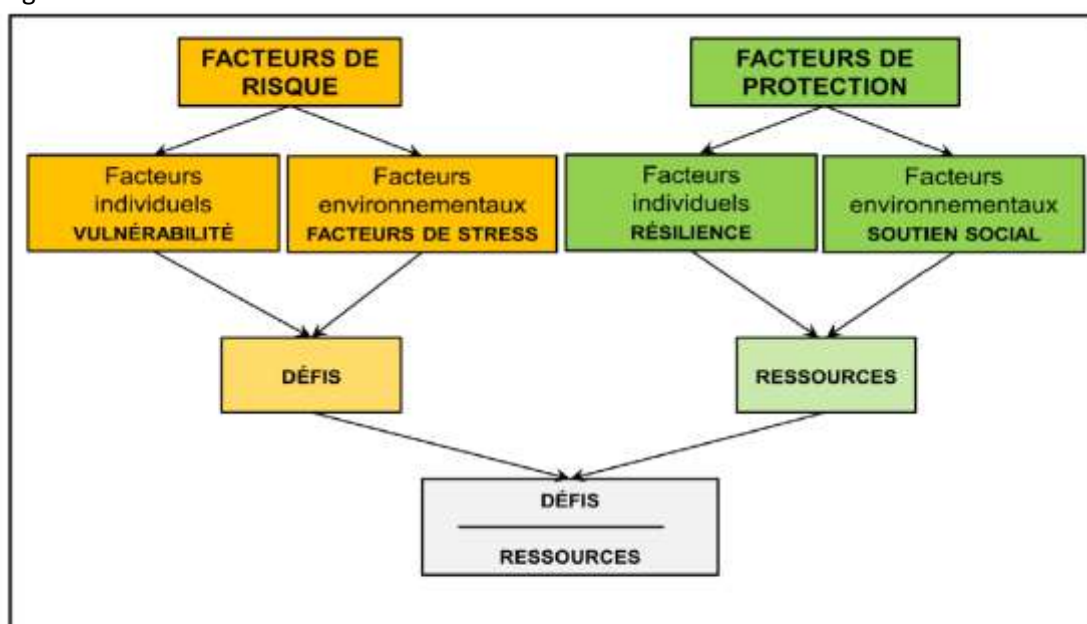 FACTEURS DE
RISQUE
FACTEURS DE
PROTECTION
Facteurs
individuels
VULNÉRABILITÉ
Facteurs
environnementaux
FACTEURS DE STRESS
Facteurs
individuels
RÉSILIENCE
Facteurs
environnementaux
SOUTIEN SOCIAL
DÉFIS
RESSOURCES
DÉFIS
RESSOURCES